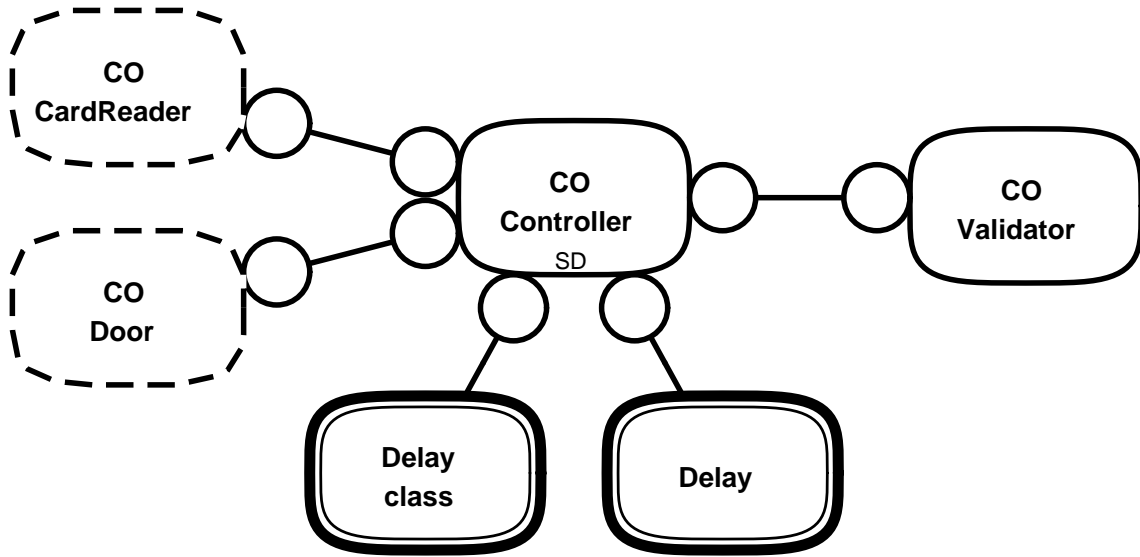 CO
CardReader
CO
Controller
SD
CO
Validator
CO
Door
Delay
class
Delay